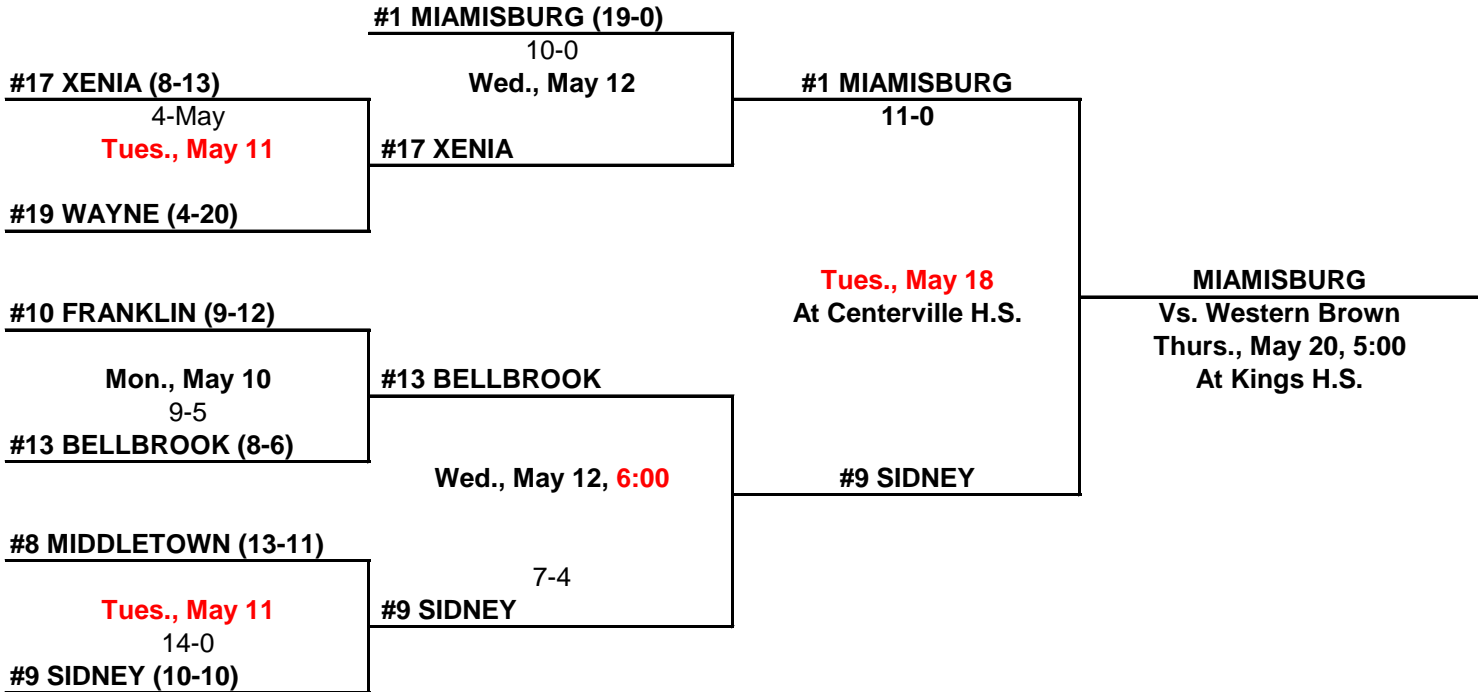 #1 MIAMISBURG (19-0)
10-0
#17 XENIA (8-13)
Wed., May 12
#1 MIAMISBURG
4-May
11-0
Tues., May 11
#17 XENIA
#19 WAYNE (4-20)
Tues., May 18
MIAMISBURG
#10 FRANKLIN (9-12)
At Centerville H.S.
Vs. Western Brown
Thurs., May 20, 5:00
Mon., May 10
#13 BELLBROOK
At Kings H.S.
9-5
#13 BELLBROOK (8-6)
Wed., May 12, 6:00
#9 SIDNEY
#8 MIDDLETOWN (13-11)
7-4
Tues., May 11
#9 SIDNEY
14-0
#9 SIDNEY (10-10)